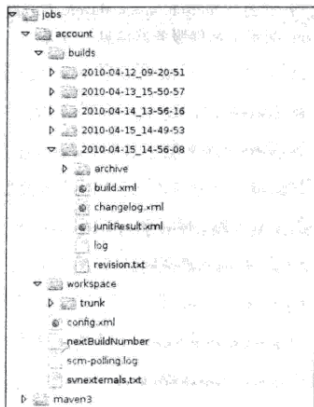 jobs
account
builds
2010-04-12_09-20-51
2010-04-13_15-50-57
2010-04-14_13-56-16
2010-04-15_14-49-53
2010-04-15_14-56-08
archive
build.xml
changelog.xml
junitResult.xml
log
revision.txt
workspace
trunk
config.xml
nextBuildNumber
scm-polling.log
svnexternals.txt
maven3